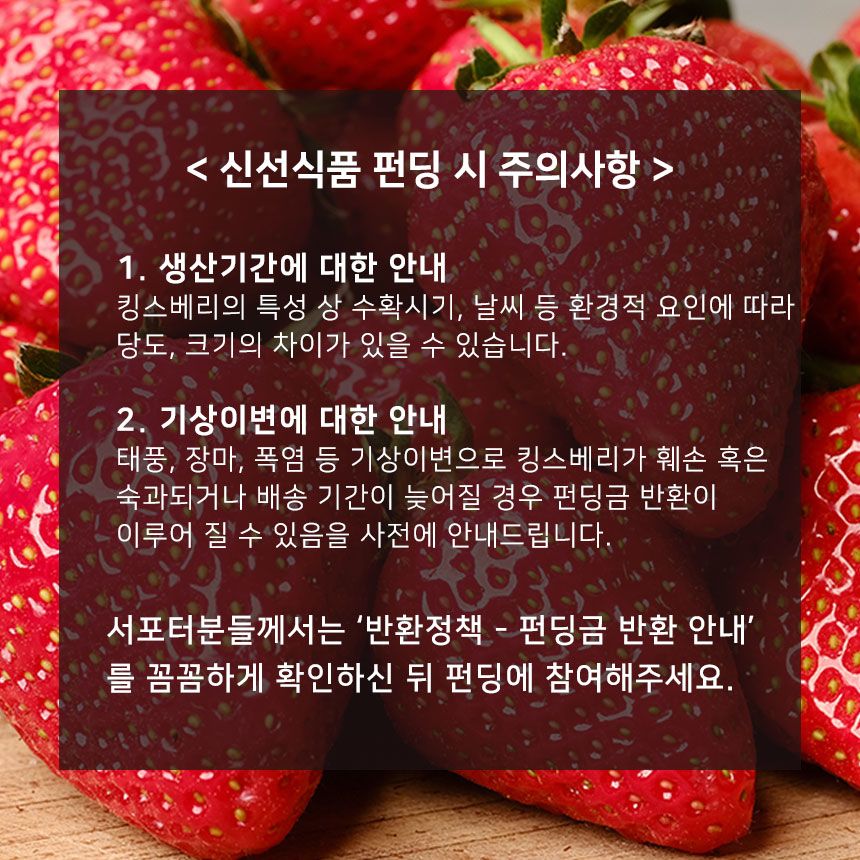 < 신선식품 펀딩 시 주의사항 >
1. 생산기간에 대한 안내
킹스베리의 특성 상 수확시기, 날씨 등 환경적 요인에 따라
당도, 크기의 차이가 있을 수 있습니다.
2. 기상이변에 대한 안내
태풍, 장마, 폭염 등 기상이변으로 킹스베리가 훼손 혹은
숙과되거나 배송 기간이 늦어질 경우 펀딩금 반환이
이루어 질 수 있음을 사전에 안내드립니다.
서포터분들께서는 ‘반환정책 - 펀딩금 반환 안내’
를 꼼꼼하게 확인하신 뒤 펀딩에 참여해주세요.